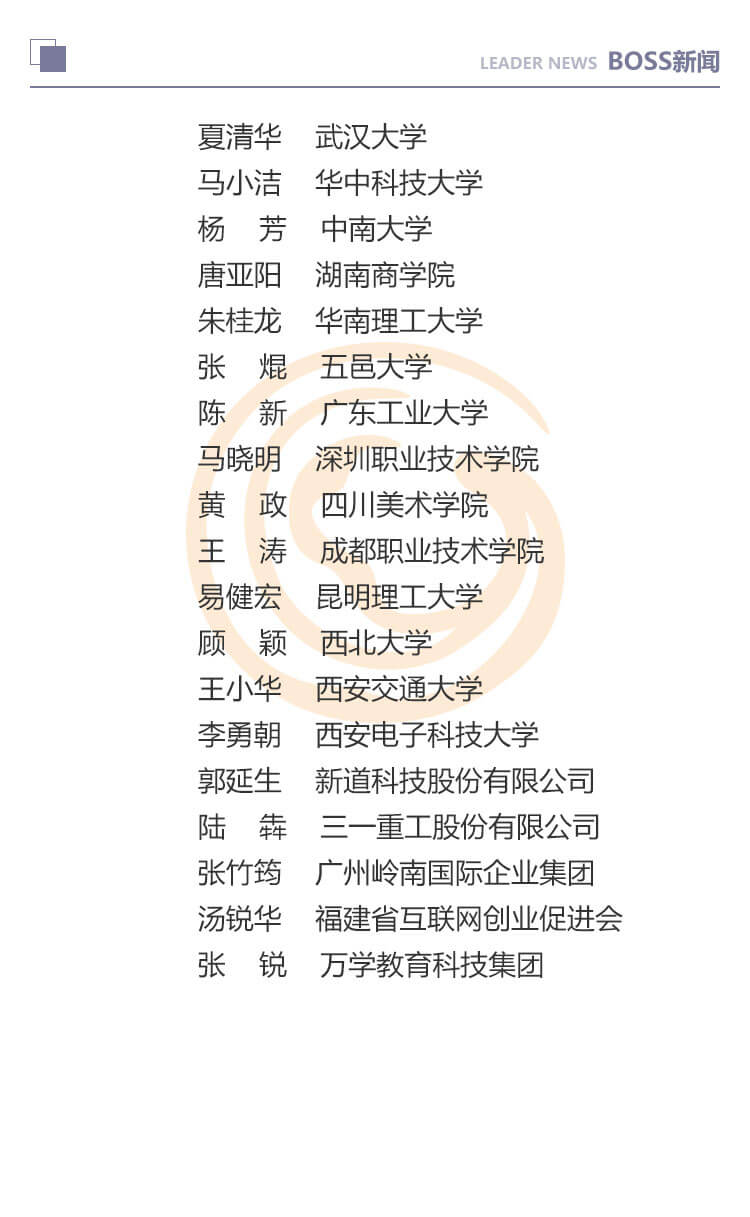 LEADER NEWS BOSS新闻
夏清华 武汉大学
马小洁 华中科技大学
杨 芳 中南大学
唐亚阳 湖南商学院
朱桂龙 华南理工大学
张 焜 五邑大学
陈 新 广东工业大学
马晓明 深圳职业技术学院
黄 政 四川美术学院
王 涛 成都职业技术学院
易健宏 昆明理工大学
顾 颖 西北大学
王小华 西安交通大学
李勇朝 西安电子科技大学
郭延生 新道科技股份有限公司
陆 犇 三一重工股份有限公司
张竹筠 广州岭南国际企业集团
汤锐华 福建省互联网创业促进会
张 锐 万学教育科技集团